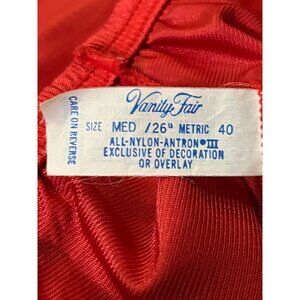 Vanity Fair
SIZE MED /26" METRIC 40
ALL-NYLON-ANTRON®III
EXCLUSIVE OF DECORATION
OR OVERLAY
CARE ON REVERSE